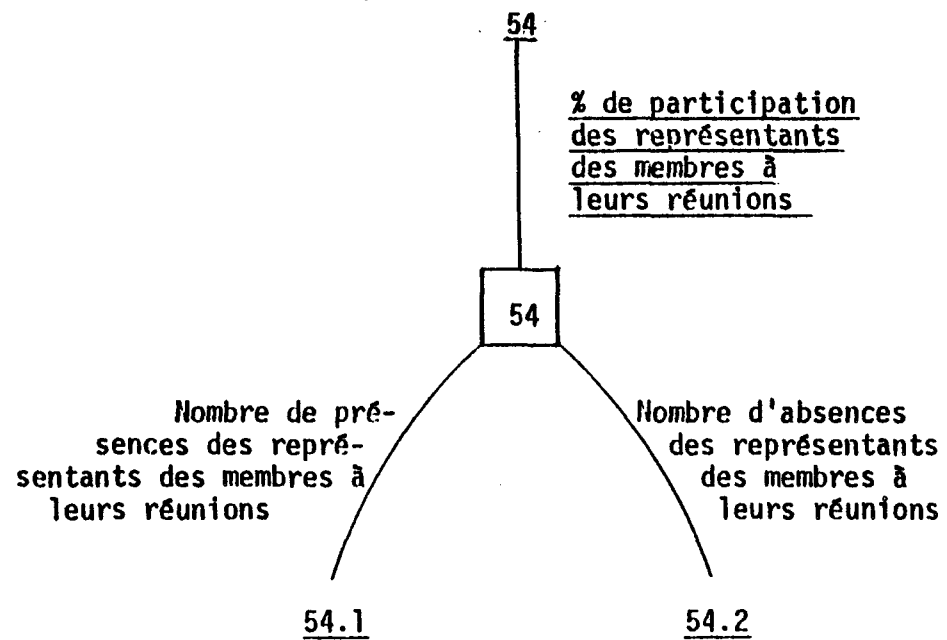 54
% de participation
des représentants
des membres à
leurs réunions
54
Nombre de pré-
sences des repré-
sentants des membres à
leurs réunions
Nombre d'absences
des représentants
des membres à
leurs réunions
54.1
54.2